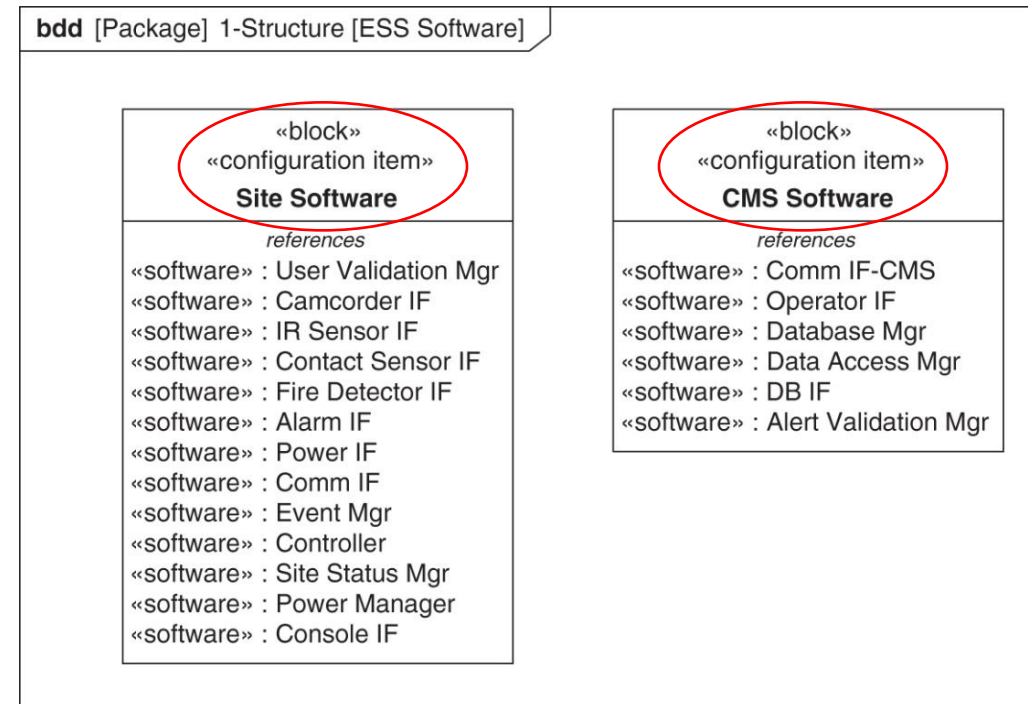 bdd [Package] 1-Structure [ESS Software]
«block»
«configuration item»
Site Software
references
«software» : User Validation Mgr
«software» : Camcorder IF
«software» : IR Sensor IF
«software» : Contact Sensor IF
«software» : Fire Detector IF
«software» : Alarm IF
«software» : Power IF
«software» : Comm IF
«software» : Event Mgr
«software» : Controller
«software» : Site Status Mgr
«software» : Power Manager
«software» : Console IF
«block»
«configuration item»
CMS Software
references
«software» : Comm IF-CMS
«software» : Operator IF
«software» : Database Mgr
«software» : Data Access Mgr
«software» : DB IF
«software» : Alert Validation Mgr